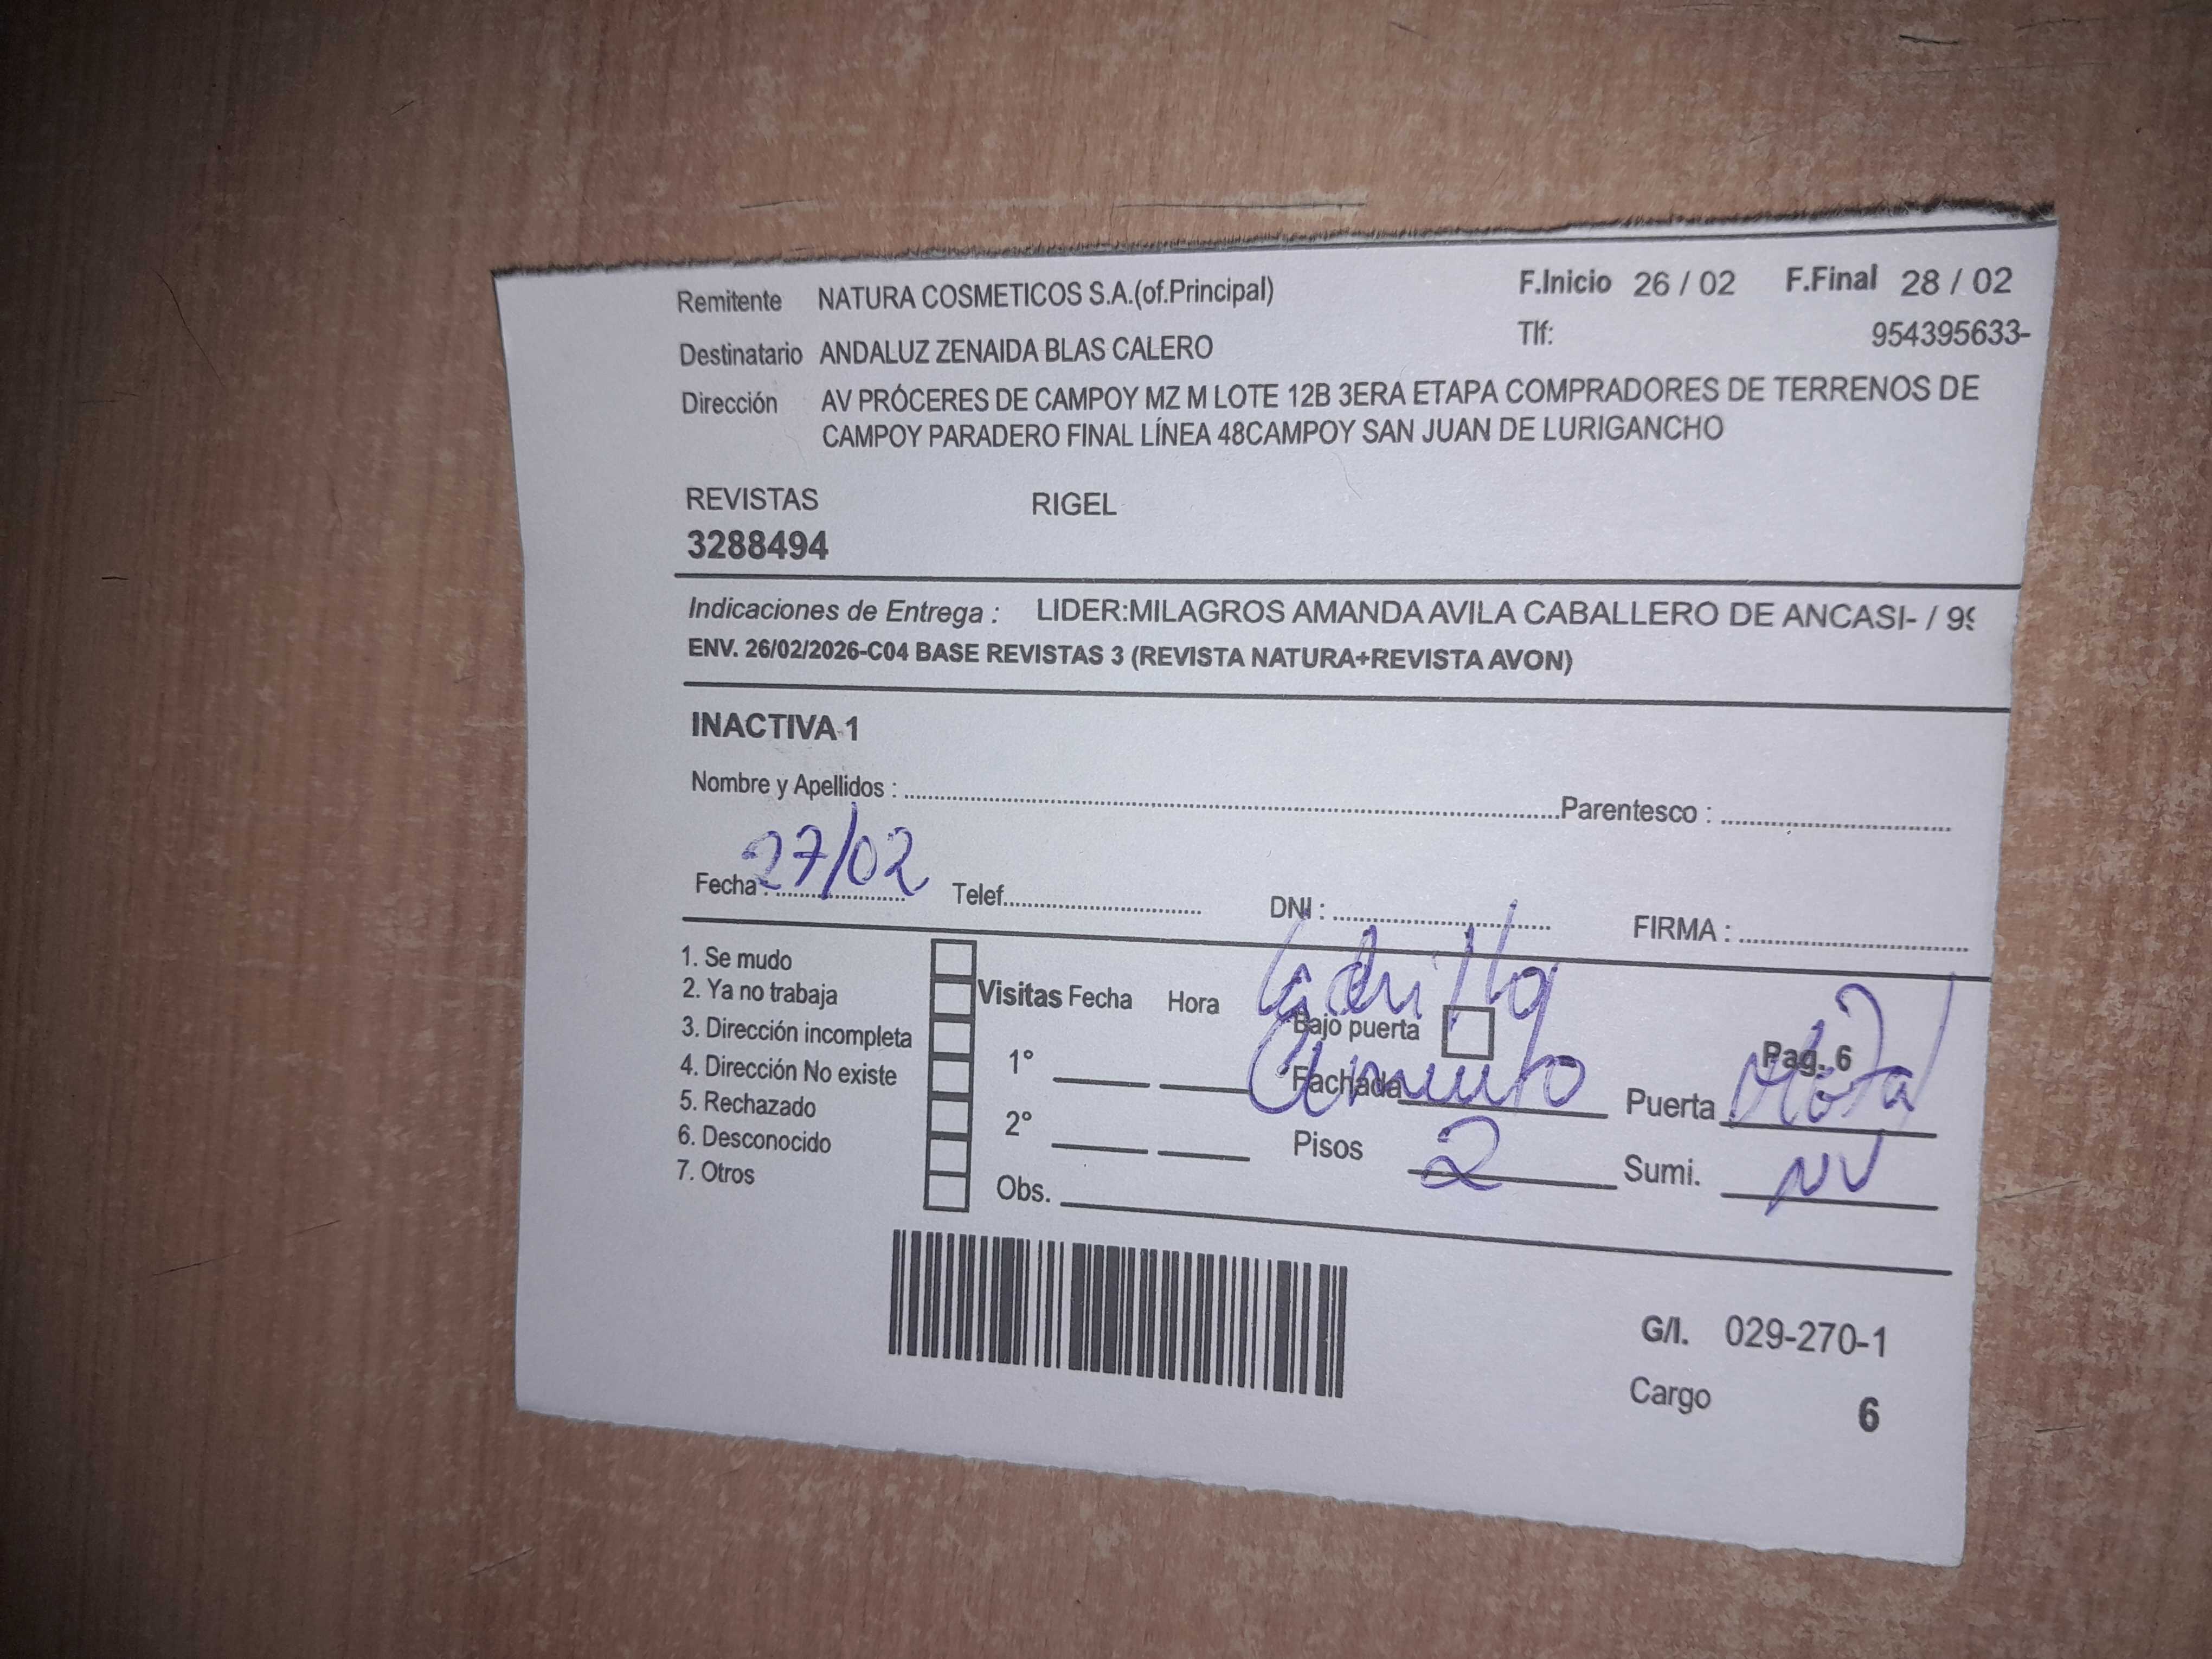 Remitente NATURA COSMETICOS S.A.(of.Principal) F.Inicio 26 / 02 F.Final 28 / 02
Destinatario ANDALUZ ZENAIDA BLAS CALERO Tlf: 954395633-
Dirección AV PRÓCERES DE CAMPOY MZ M LOTE 12B 3ERA ETAPA COMPRADORES DE TERRENOS DE
CAMPOY PARADERO FINAL LÍNEA 48CAMPOY SAN JUAN DE LURIGANCHO
REVISTAS RIGEL
3288494
Indicaciones de Entrega : LIDER:MILAGROS AMANDA AVILA CABALLERO DE ANCASI- / 99
ENV. 26/02/2026-C04 BASE REVISTAS 3 (REVISTA NATURA+REVISTA AVON)
INACTIVA 1
Nombre y Apellidos : Parentesco :
Fecha : 27/02 Telef. DNI : FIRMA :
1. Se mudo
2. Ya no trabaja
3. Dirección incompleta
4. Dirección No existe
5. Rechazado
6. Desconocido
7. Otros
Visitas Fecha Hora
1°
2°
Obs.
Bajo puerta Pag. 6
Fachada Puerta
Pisos 2 Sumi. NV
G/I. 029-270-1
Cargo 6